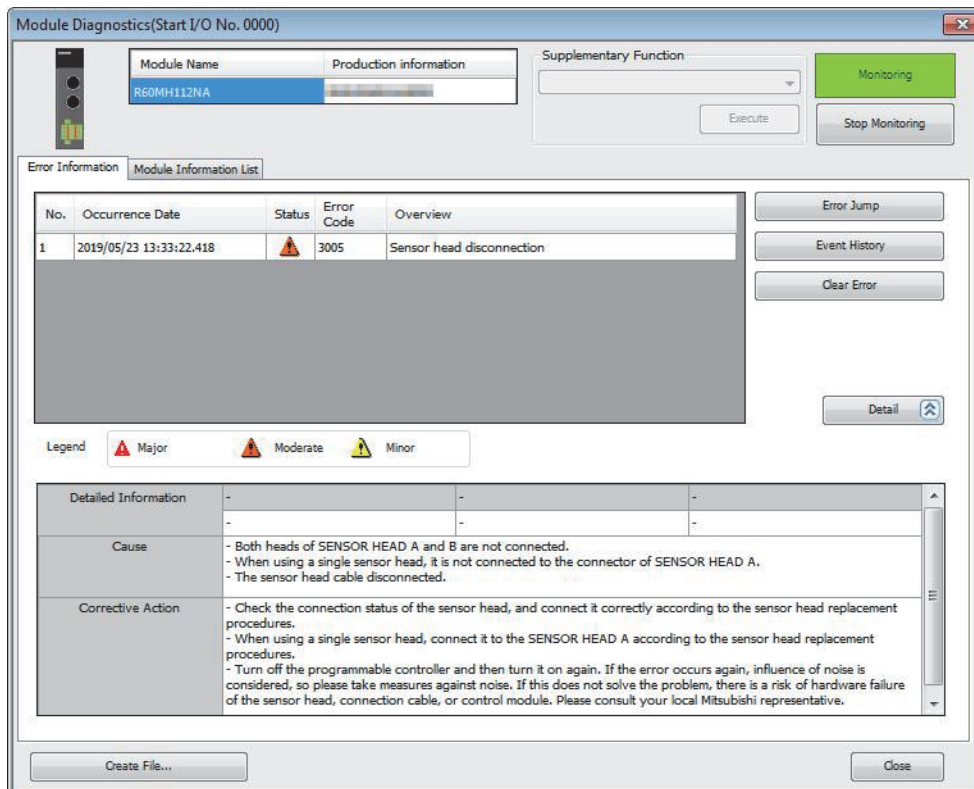 Module Diagnostics(Start I/O No. 0000)
Module Name Production information
R60MH112NA
Supplementary Function
Execute
Monitoring
Stop Monitoring
Error Information Module Information List
No. Occurrence Date Status Error Code Overview
1 2019/05/23 13:33:22.418 3005 Sensor head disconnection
Error Jump
Event History
Clear Error
Detail
Legend Major Moderate Minor
Detailed Information - - -
- - -
Cause
- Both heads of SENSOR HEAD A and B are not connected.
- When using a single sensor head, it is not connected to the connector of SENSOR HEAD A.
- The sensor head cable disconnected.
Corrective Action
- Check the connection status of the sensor head, and connect it correctly according to the sensor head replacement
procedures.
- When using a single sensor head, connect it to the SENSOR HEAD A according to the sensor head replacement
procedures.
- Turn off the programmable controller and then turn it on again. If the error occurs again, influence of noise is
considered, so please take measures against noise. If this does not solve the problem, there is a risk of hardware failure
of the sensor head, connection cable, or control module. Please consult your local Mitsubishi representative.
Create File...
Close